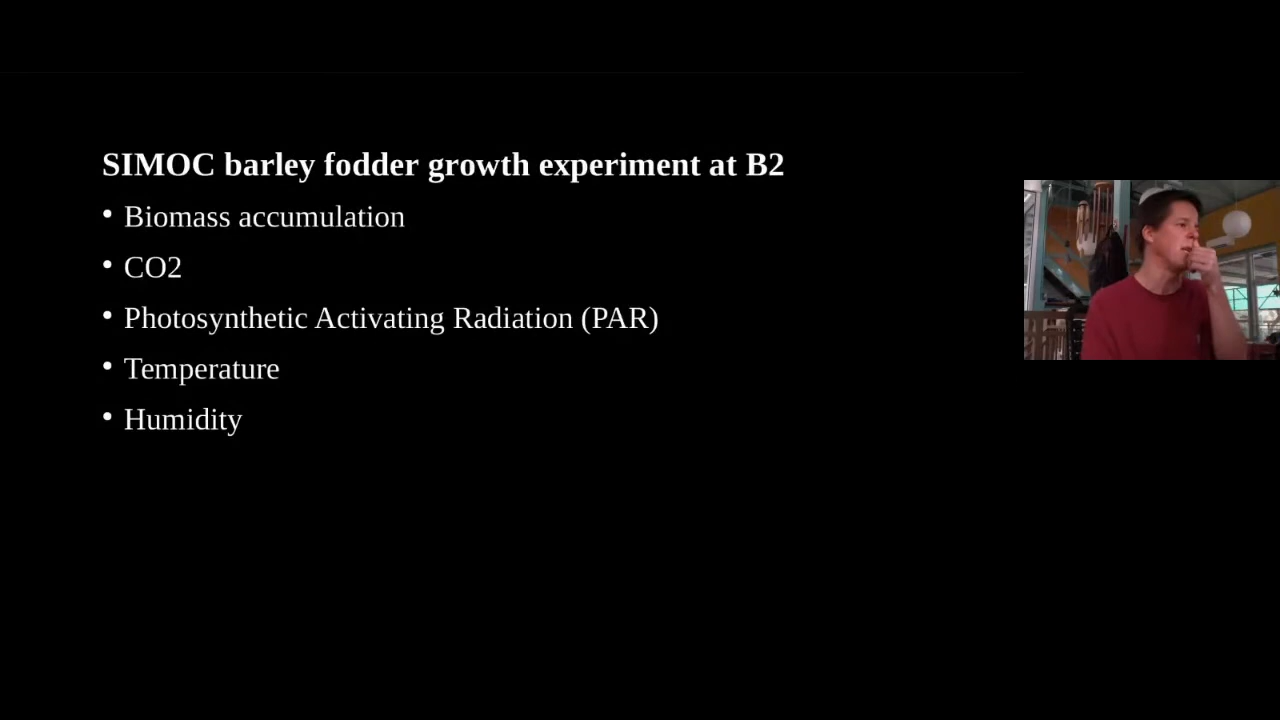 SIMOC barley fodder growth experiment at B2
• Biomass accumulation
• CO2
• Photosynthetic Activating Radiation (PAR)
• Temperature
• Humidity